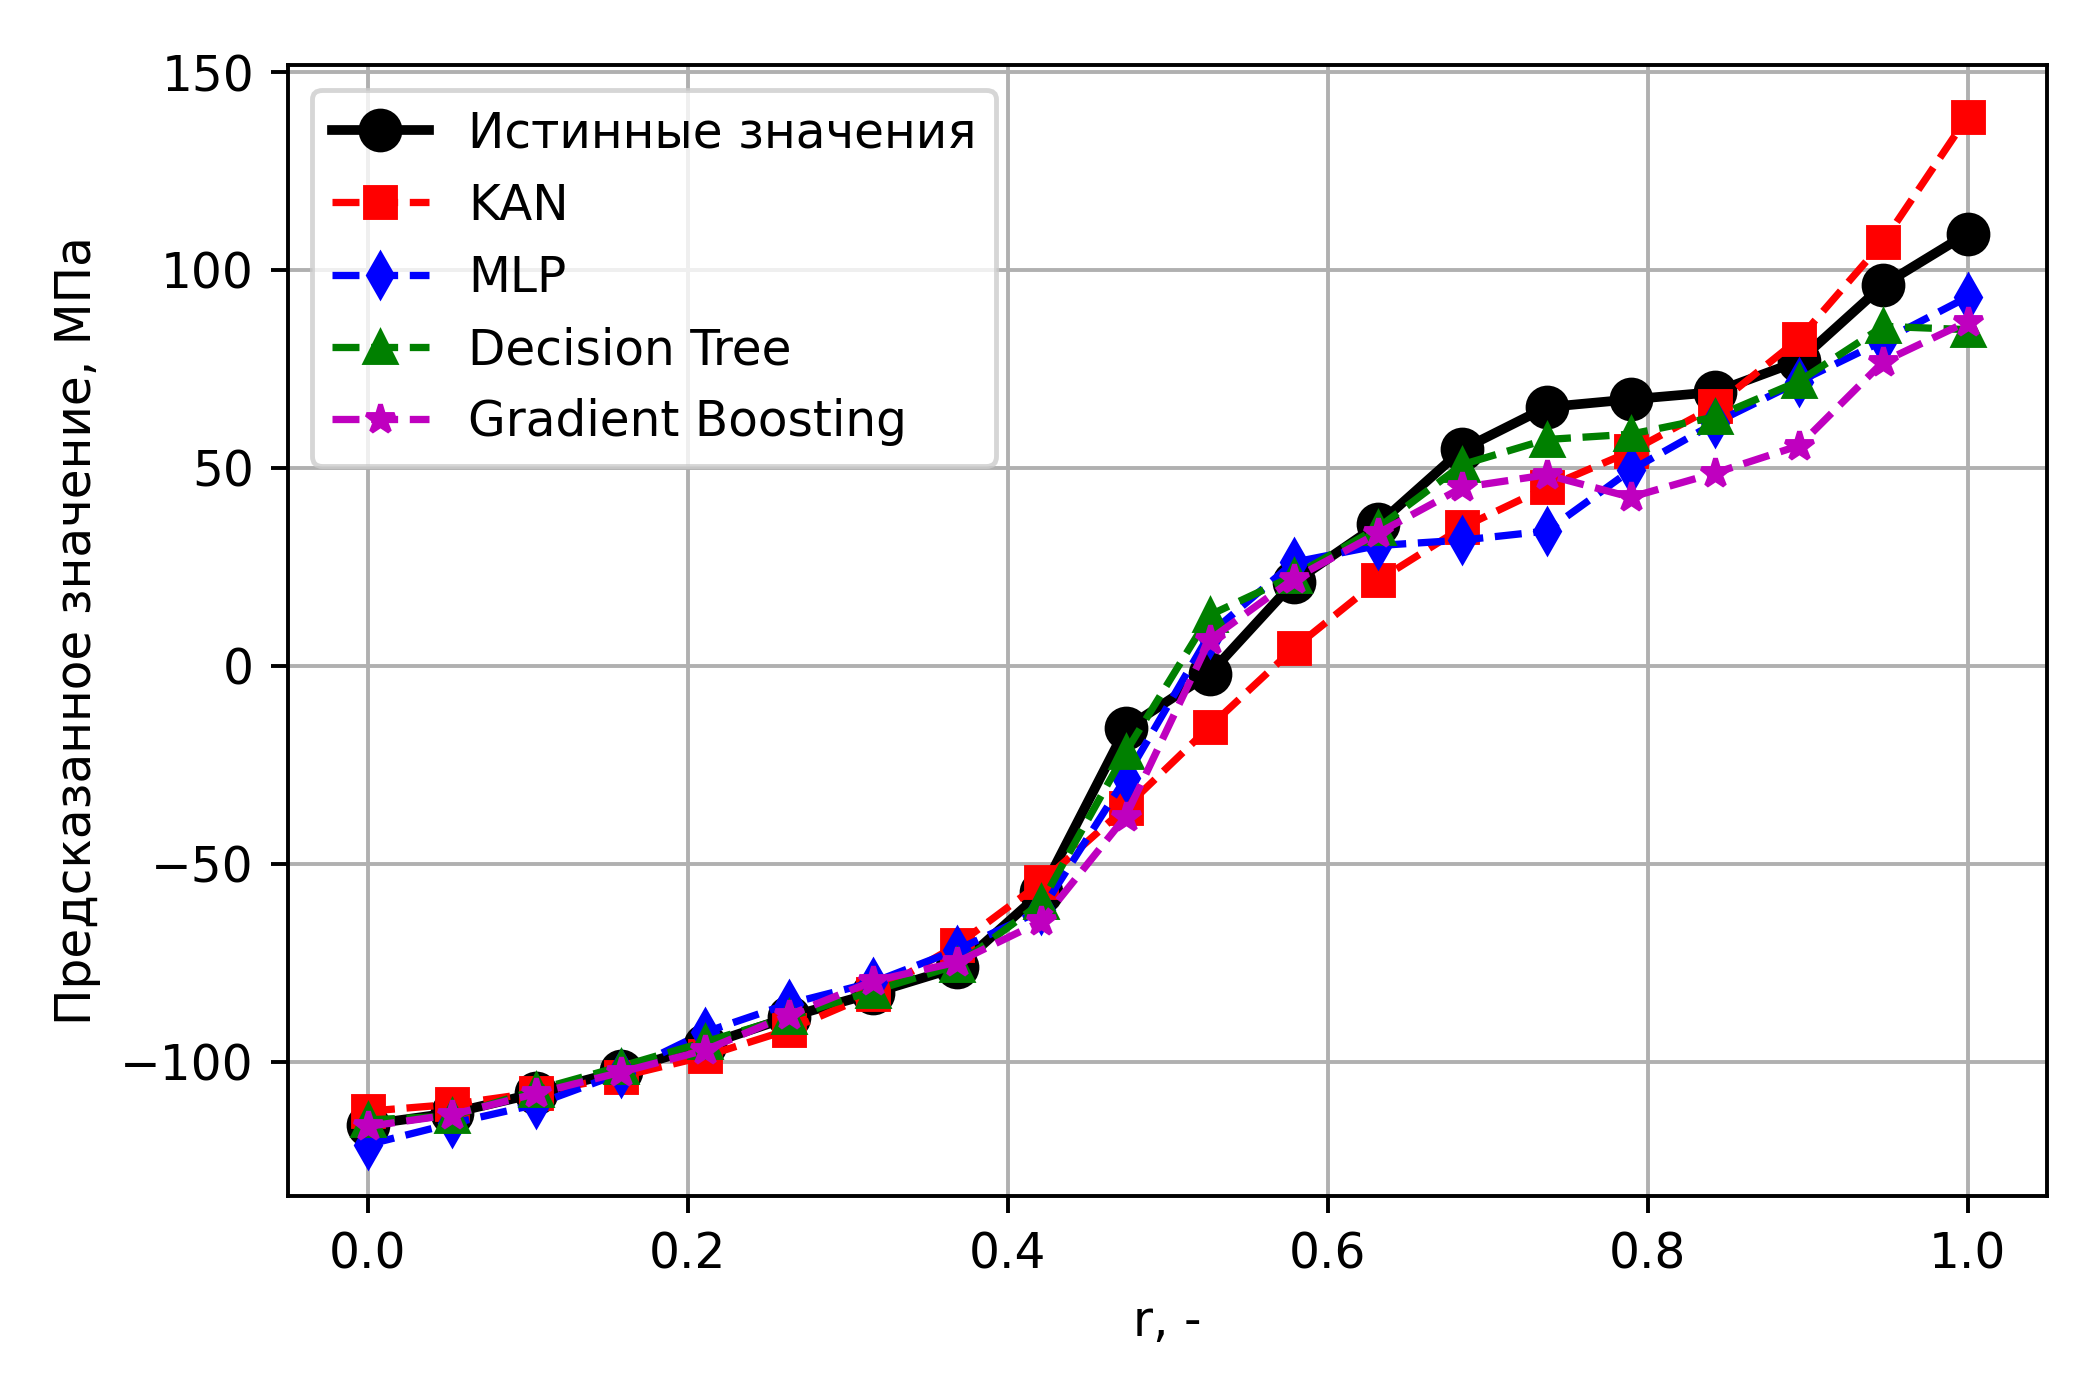 150
100
50
0
−50
−100
Предсказанное значение, МПа
Истинные значения
KAN
MLP
Decision Tree
Gradient Boosting
0.0 0.2 0.4 0.6 0.8 1.0
r, -